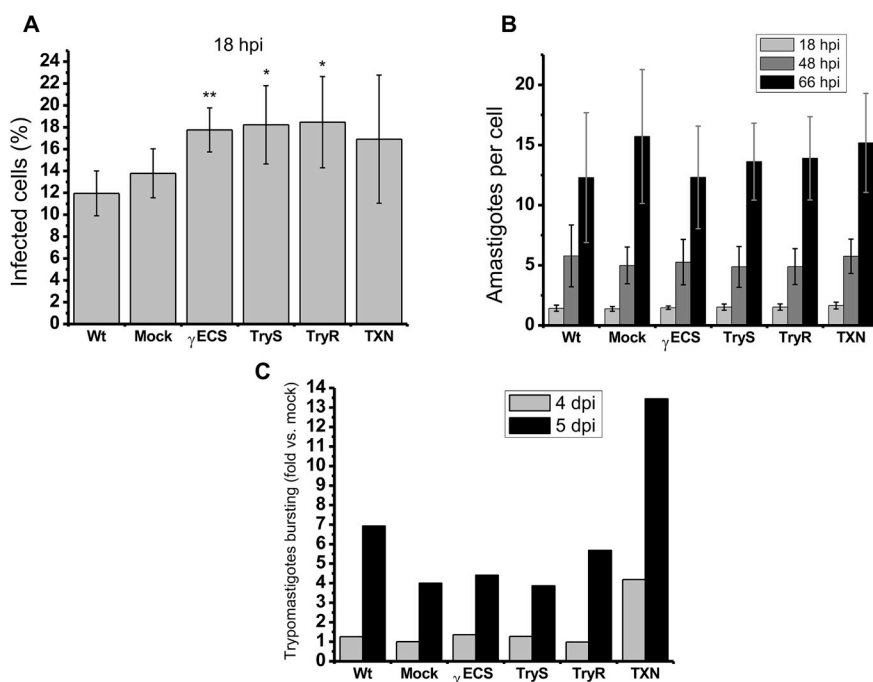 A
18 hpi
Infected cells (%)
24
22
20
18
16
14
12
10
8
6
4
2
0
** * *
Wt Mock γECS TryS TryR TXN
B
18 hpi
48 hpi
66 hpi
Amastigotes per cell
20
15
10
5
0
Wt Mock γECS TryS TryR TXN
C
4 dpi
5 dpi
Trypomastigotes bursting (fold vs. mock)
14
13
12
11
10
9
8
7
6
5
4
3
2
1
0
Wt Mock γECS TryS TryR TXN